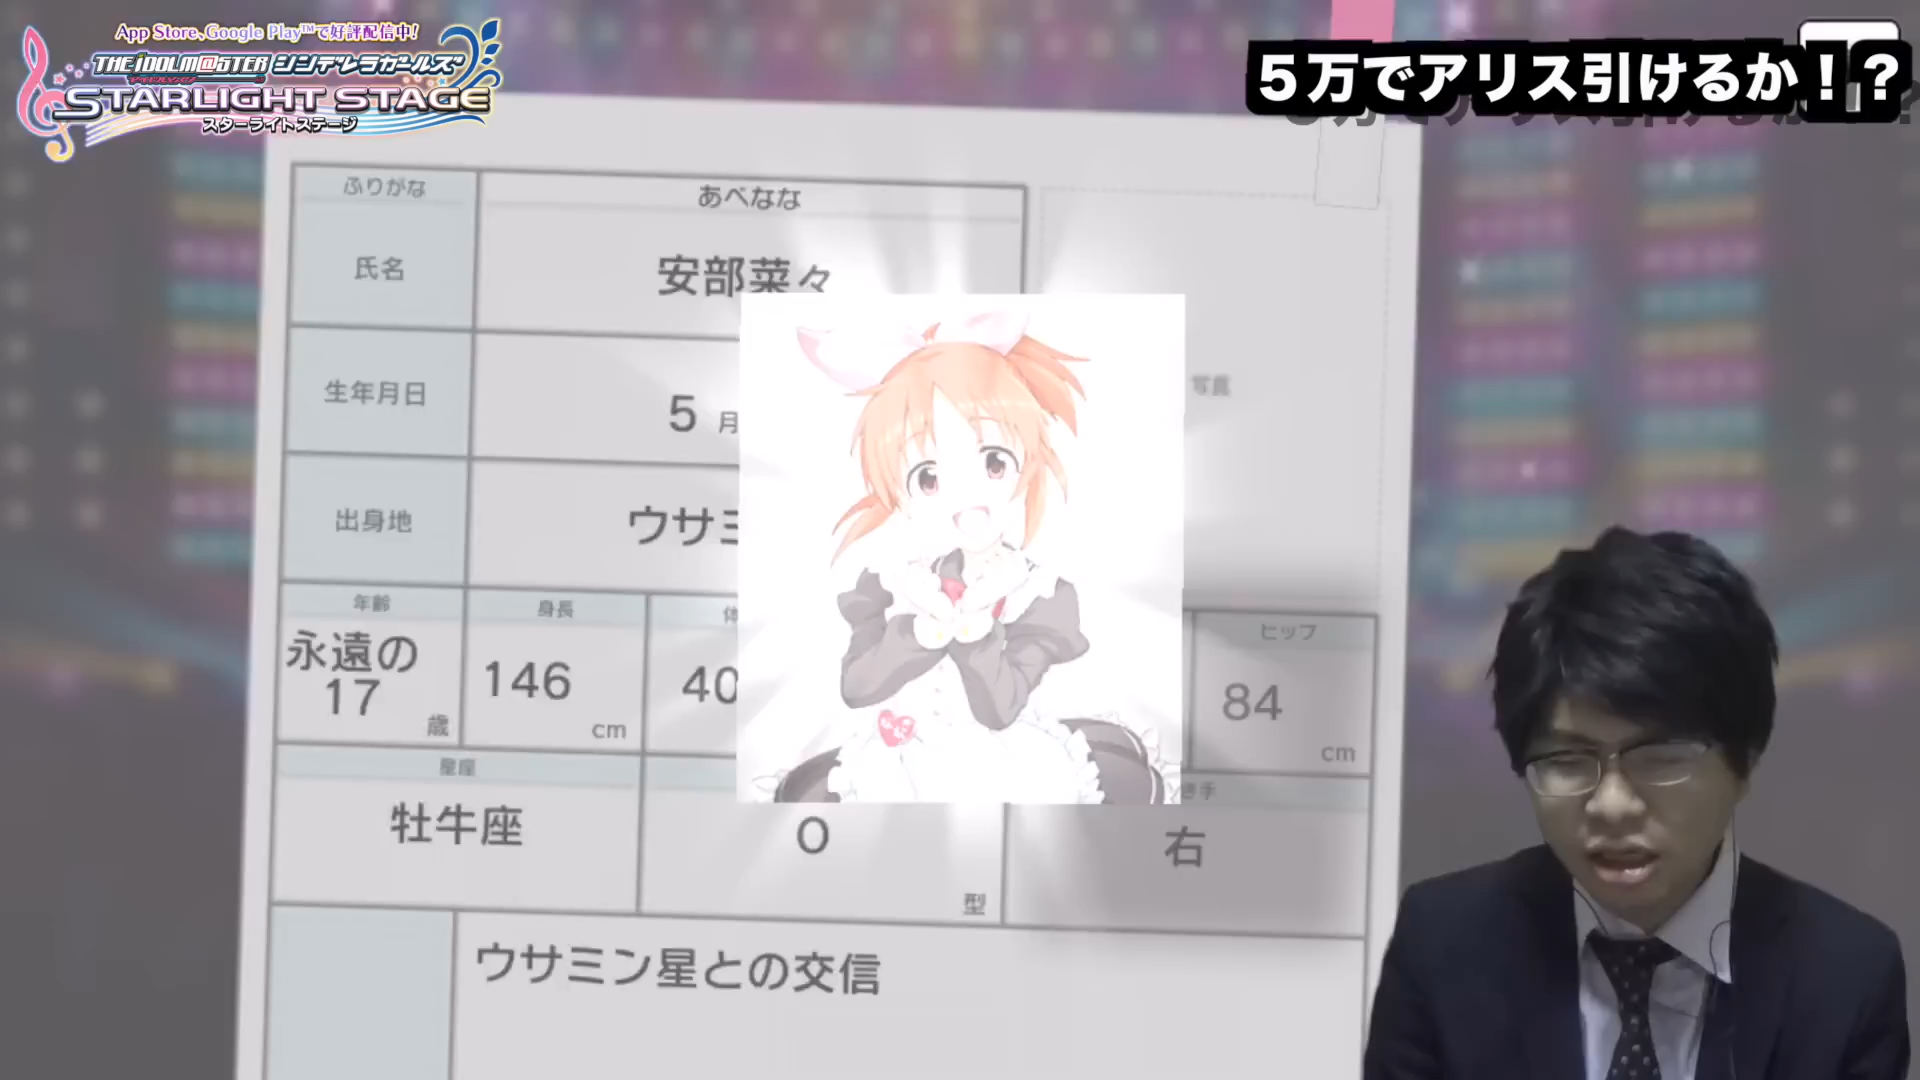 App Store、Google Play™で好評配信中!
THE iDOLM@STER シンデレラガールズ
STARLIGHT STAGE
スターライトステージ
5万でアリス引けるか!?
ふりがな
あべなな
氏名
安部菜々
写真
生年月日
5 月
出身地
ウサミ
年齢
身長
体
ヒップ
永遠の
17
歳
146
cm
40
84
cm
星座
き手
牡牛座
O
型
右
ウサミン星との交信